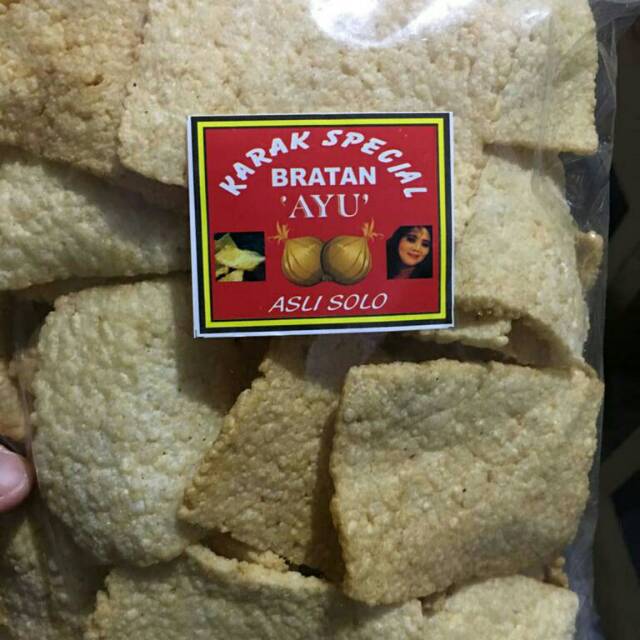 KARAK SPECIAL
BRATAN
'AYU'
ASLI SOLO